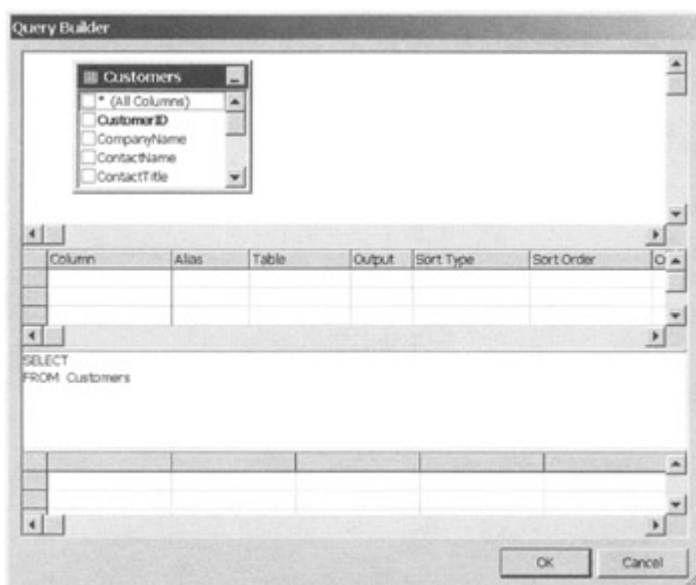 Query Builder
Customers
* (All Columns)
CustomerID
CompanyName
ContactName
ContactTitle
Column Alias Table Output Sort Type Sort Order
SELECT
FROM Customers
OK Cancel